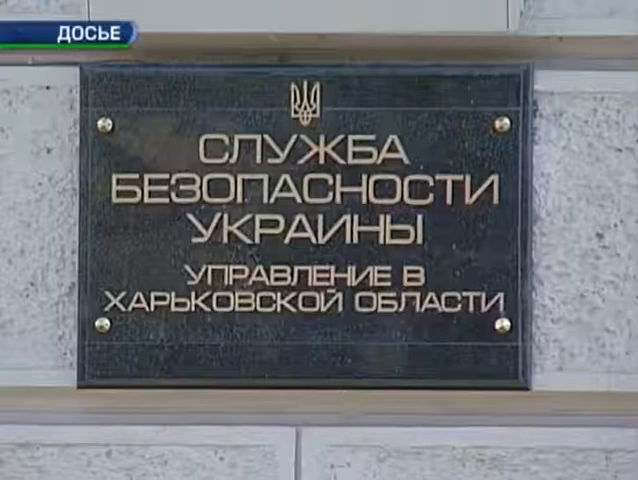 ДОСЬЕ
СЛУЖБА
БЕЗОПАСНОСТИ
УКРАИНЫ
УПРАВЛЕНИЕ В
ХАРЬКОВСКОЙ ОБЛАСТИ